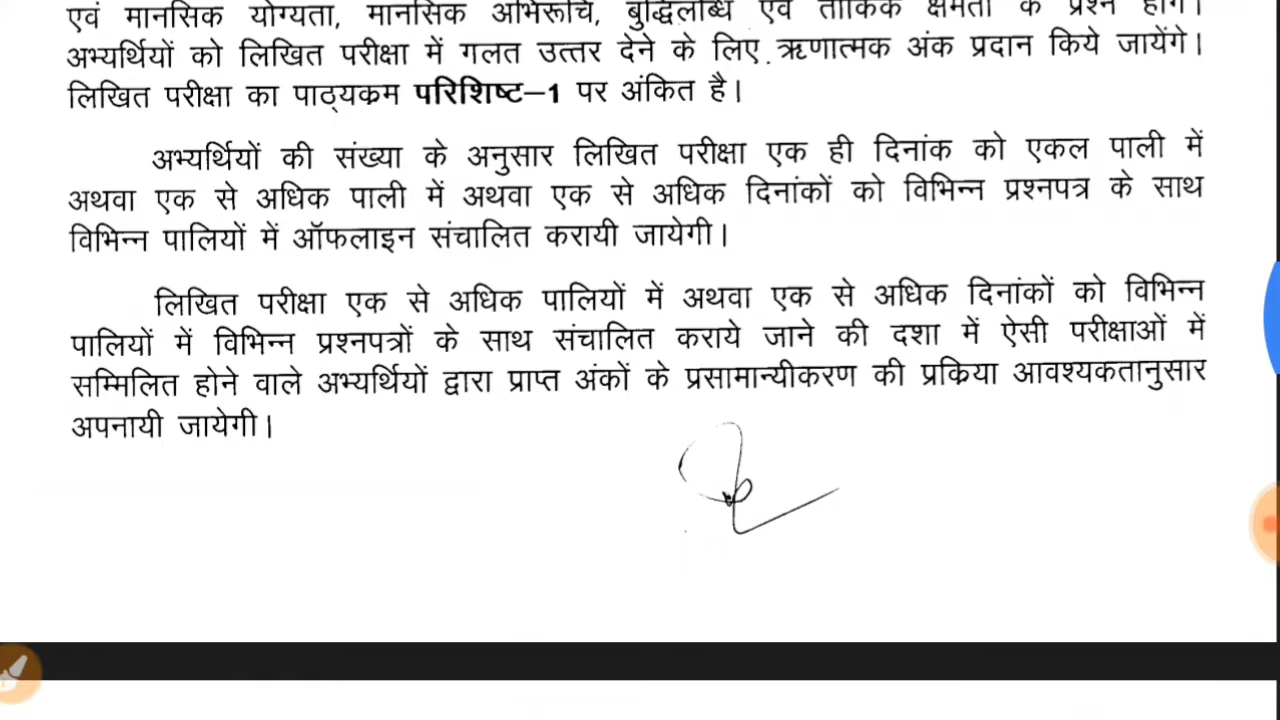 एवं मानसिक योग्यता, मानसिक अभिरूचि, बुद्धिलब्धि एवं तार्किक क्षमता के प्रश्न होंगे।
अभ्यर्थियों को लिखित परीक्षा में गलत उत्तर देने के लिए ऋणात्मक अंक प्रदान किये जायेंगे।
लिखित परीक्षा का पाठ्यकम परिशिष्ट–1 पर अंकित है।
अभ्यर्थियों की संख्या के अनुसार लिखित परीक्षा एक ही दिनांक को एकल पाली में
अथवा एक से अधिक पाली में अथवा एक से अधिक दिनांकों को विभिन्न प्रश्नपत्र के साथ
विभिन्न पालियों में ऑफलाइन संचालित करायी जायेगी।
लिखित परीक्षा एक से अधिक पालियों में अथवा एक से अधिक दिनांकों को विभिन्न
पालियों में विभिन्न प्रश्नपत्रों के साथ संचालित कराये जाने की दशा में ऐसी परीक्षाओं में
सम्मिलित होने वाले अभ्यर्थियों द्वारा प्राप्त अंकों के प्रसामान्यीकरण की प्रकिया आवश्यकतानुसार
अपनायी जायेगी।